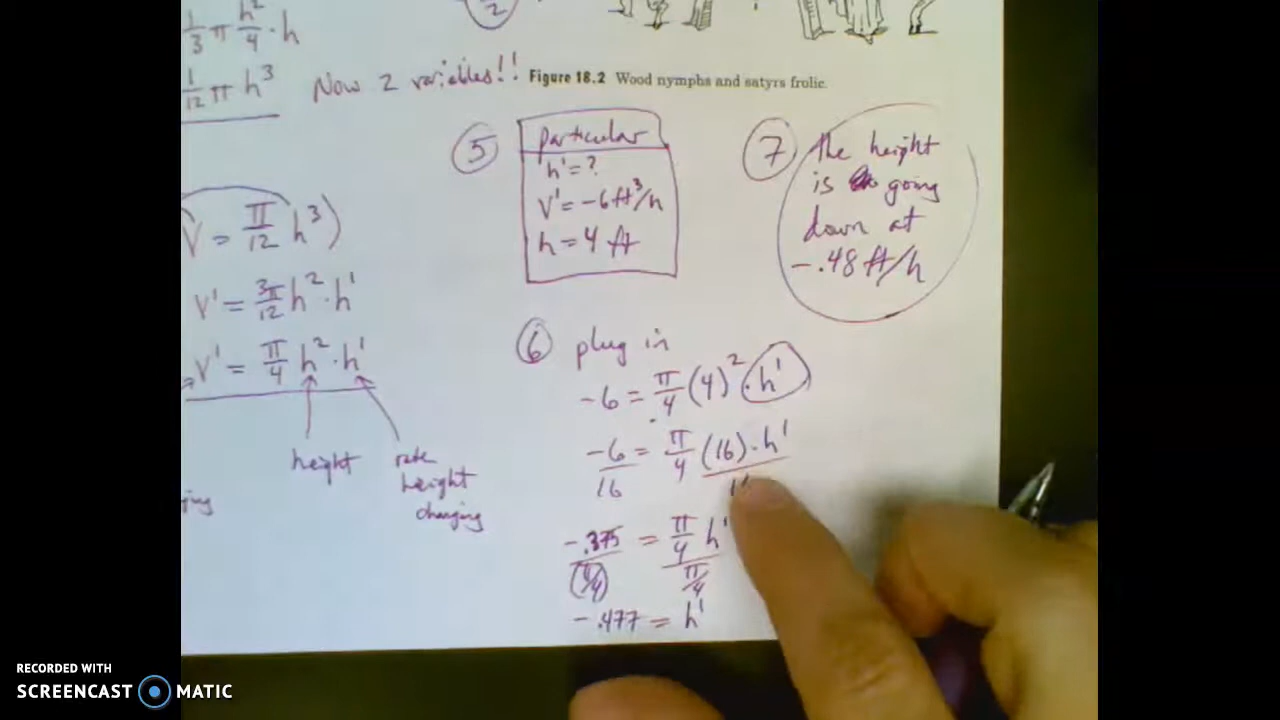 1/3 π h²/4 · h
1/12 π h³
Now 2 variables!!
Figure 18.2 Wood nymphs and satyrs frolic.
V = π/12 h³)
V' = 3π/12 h² · h'
V' = π/4 h² · h'
height
rate
height
changing
5
particular
h' = ?
V' = -6 ft³/h
h = 4 ft
6 plug in
-6 = π/4 (4)² · h'
-6/16 = π/4 (16) · h'/16
-.375/(π/4) = π/4 h'/π/4
-.477 = h'
7 the height
is going
down at
-.48 ft/h
RECORDED WITH
SCREENCAST MATIC